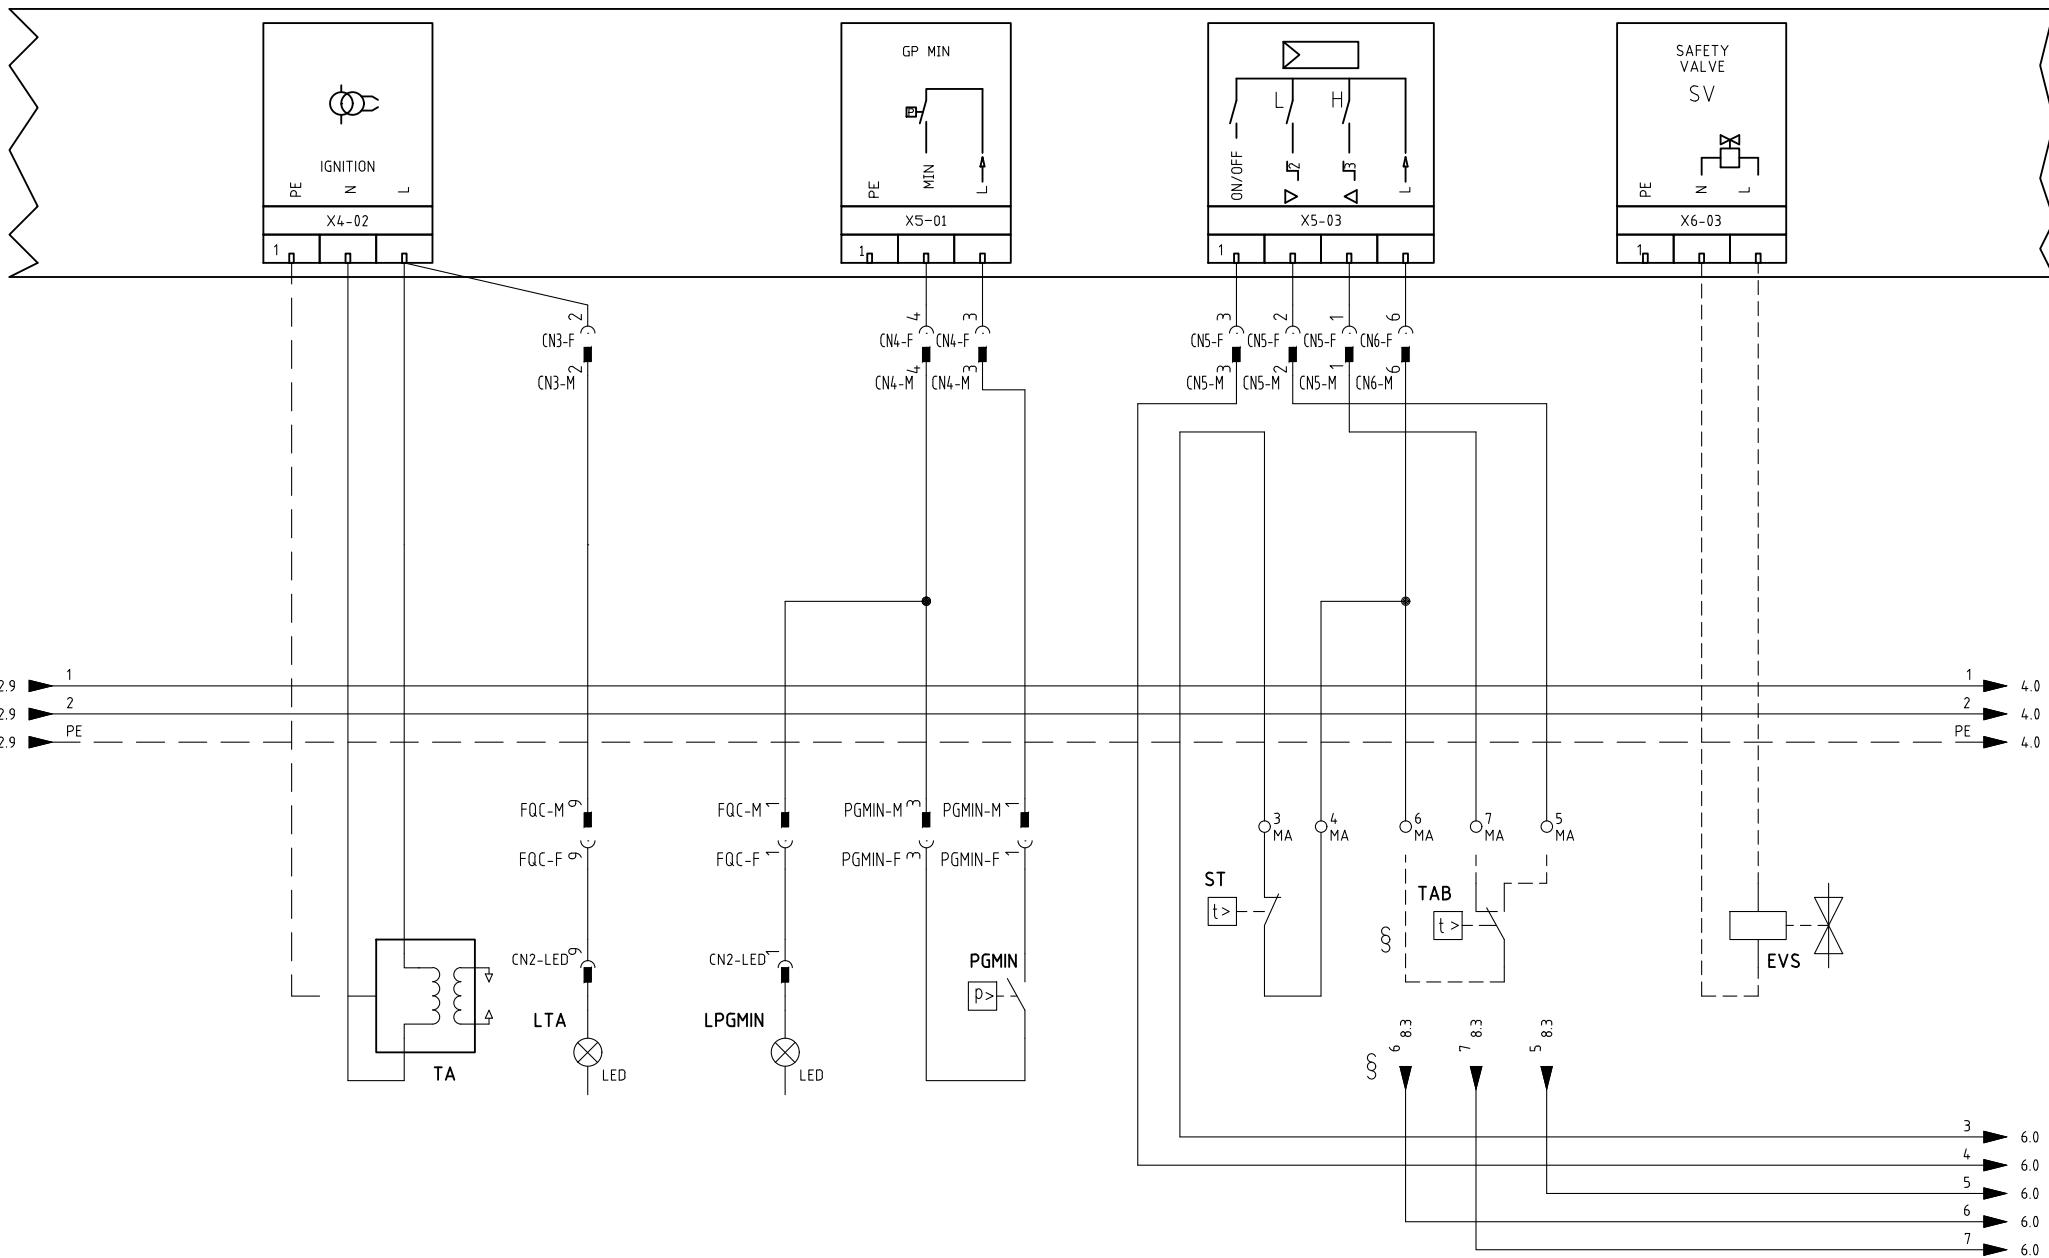 GP MIN
SAFETY
VALVE
SV
L H
P
IGNITION
PE N L
PE MIN L
ON/OFF J2 J3 L
PE N L
X4-02
X5-01
X5-03
X6-03
1
1
1
1
2
4
3
3
2
1
6
CN3-F
CN4-F
CN4-F
CN5-F
CN5-F
CN5-F
CN6-F
2
4
3
3
2
1
6
CN3-M
CN4-M
CN4-M
CN5-M
CN5-M
CN5-M
CN6-M
2.9 1 1 4.0
2.9 2 2 4.0
2.9 PE PE 4.0
FQC-M 9
FQC-M 1
PGMIN-M 3
PGMIN-M 1
3 MA
4 MA
6 MA
7 MA
5 MA
FQC-F 9
FQC-F 1
PGMIN-F 3
PGMIN-F 1
ST
t>
TAB
t>
§
CN2-LED 9
CN2-LED 1
PGMIN
p>
EVS
LTA
LPGMIN
TA
LED
LED
§
6 8.3
7 8.3
5 8.3
3 6.0
4 6.0
5 6.0
6 6.0
7 6.0